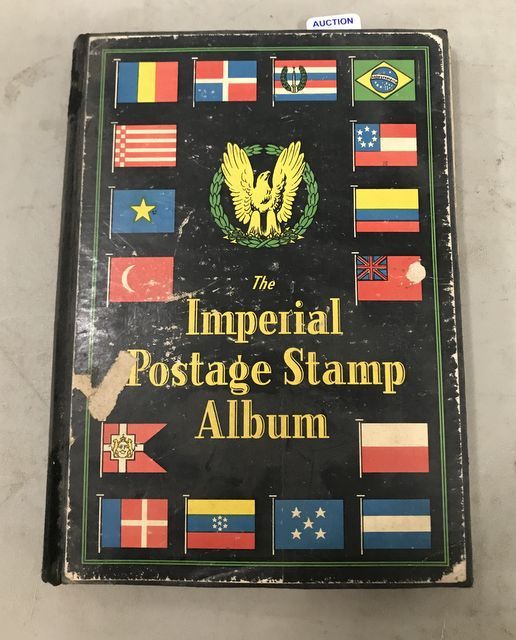 AUCTION
The
Imperial
Postage Stamp
Album